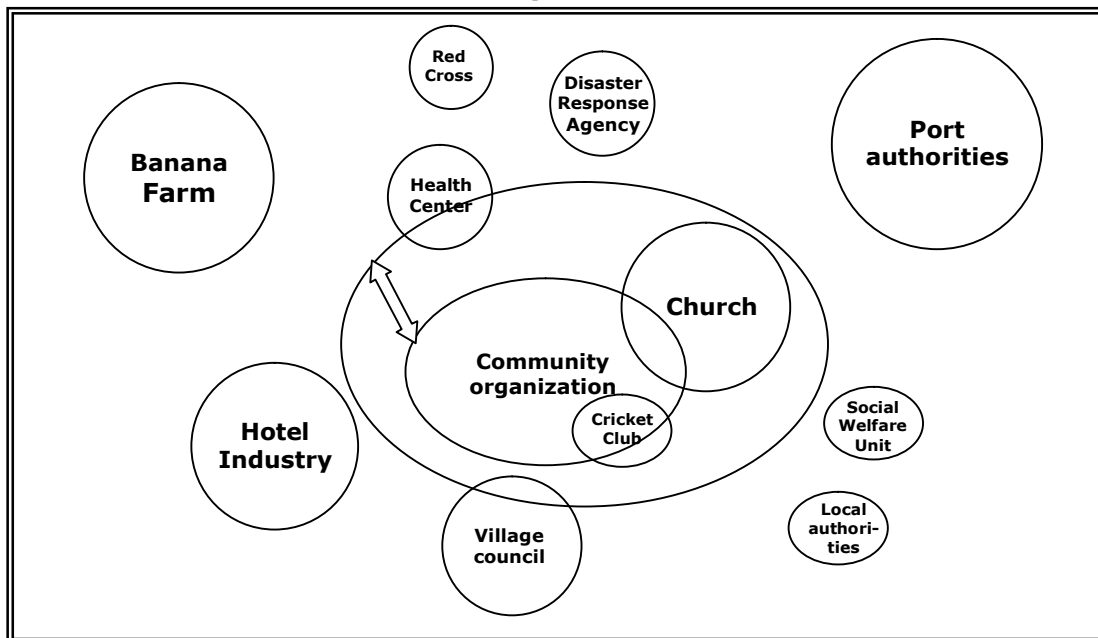 Red
Cross
Disaster
Response
Agency
Port
authorities
Banana
Farm
Health
Center
Church
Community
organization
Cricket
Club
Social
Welfare
Unit
Hotel
Industry
Local
authori-
ties
Village
council